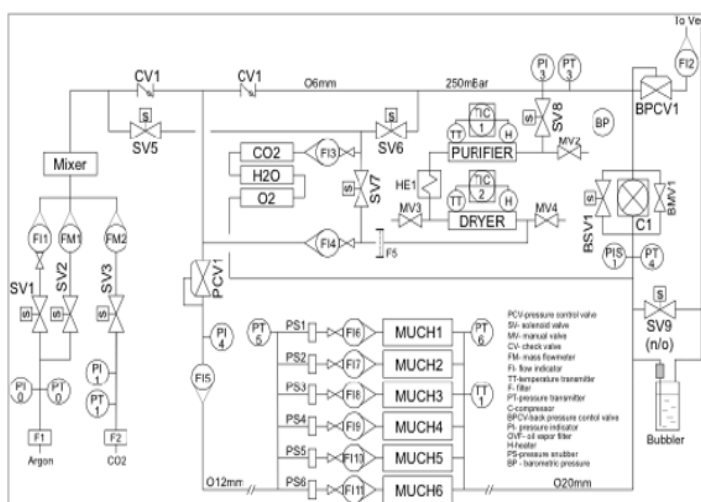 To Ve
CV1
CV1
O6mm
250mBar
PI
3
PT
3
FI2
BPCV1
S
SV5
S
SV6
S
SV8
BP
TIC
1
TT
H
PURIFIER
MV2
Mixer
CO2
H2O
O2
FI3
S
SV7
HE1
TIC
2
TT
H
MV3
DRYER
MV4
S
BSV1
C1
BMV1
FI1
FM1
FM2
FI4
F5
SV1
SV2
SV3
S
S
S
PCV1
PIS
1
PT
4
S
SV9
(n/o)
PI
4
PT
5
PS1
FI6
MUCH1
PT
6
PS2
FI7
MUCH2
PS3
FI8
MUCH3
TT
1
PS4
FI9
MUCH4
PS5
FI10
MUCH5
PS6
FI11
MUCH6
FI5
PI
0
PT
0
PI
1
PT
1
F1
F2
Argon
CO2
O12mm
O20mm
Bubbler
PCV-pressure control valve
SV- solenoid valve
MV- manual valve
CV- check valve
FM- mass flowmeter
FI- flow indicator
TT-temperature transmitter
F- filter
PT-pressure transmitter
C-compressor
BPCV-back pressure control valve
PI- pressure indicator
OVF- oil vapor filter
H-heater
PS-pressure snubber
BP - barometric pressure